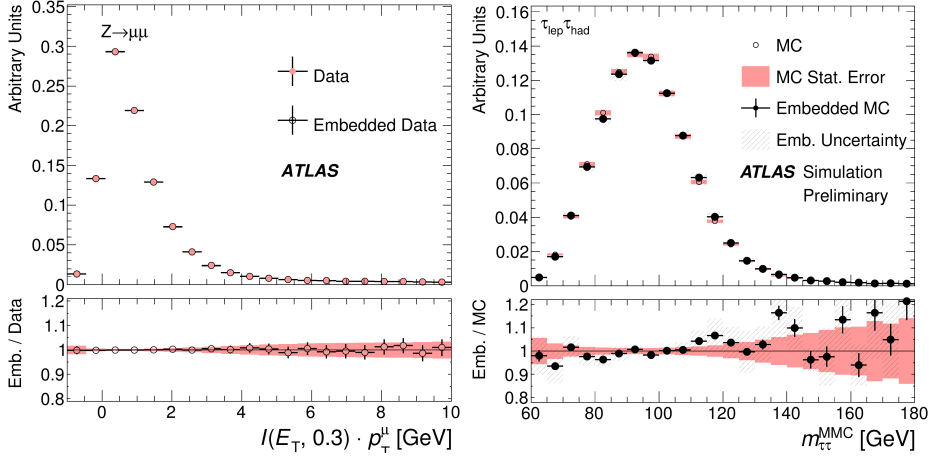 Arbitrary Units
0.3
0.25
0.2
0.15
0.1
0.05
0
Z→μμ
Data
Embedded Data
ATLAS
Emb. / Data
1.2
1.1
1
0.9
0.8
0 2 4 6 8 10
I(E_T, 0.3) · p_T^μ [GeV]
Arbitrary Units
0.14
0.12
0.1
0.08
0.06
0.04
0.02
0
τ_lep τ_had
MC
MC Stat. Error
Embedded MC
Emb. Uncertainty
ATLAS Simulation
Preliminary
Emb. / MC
1.2
1.1
1
0.9
0.8
60 80 100 120 140 160 180
m_ττ^MMC [GeV]